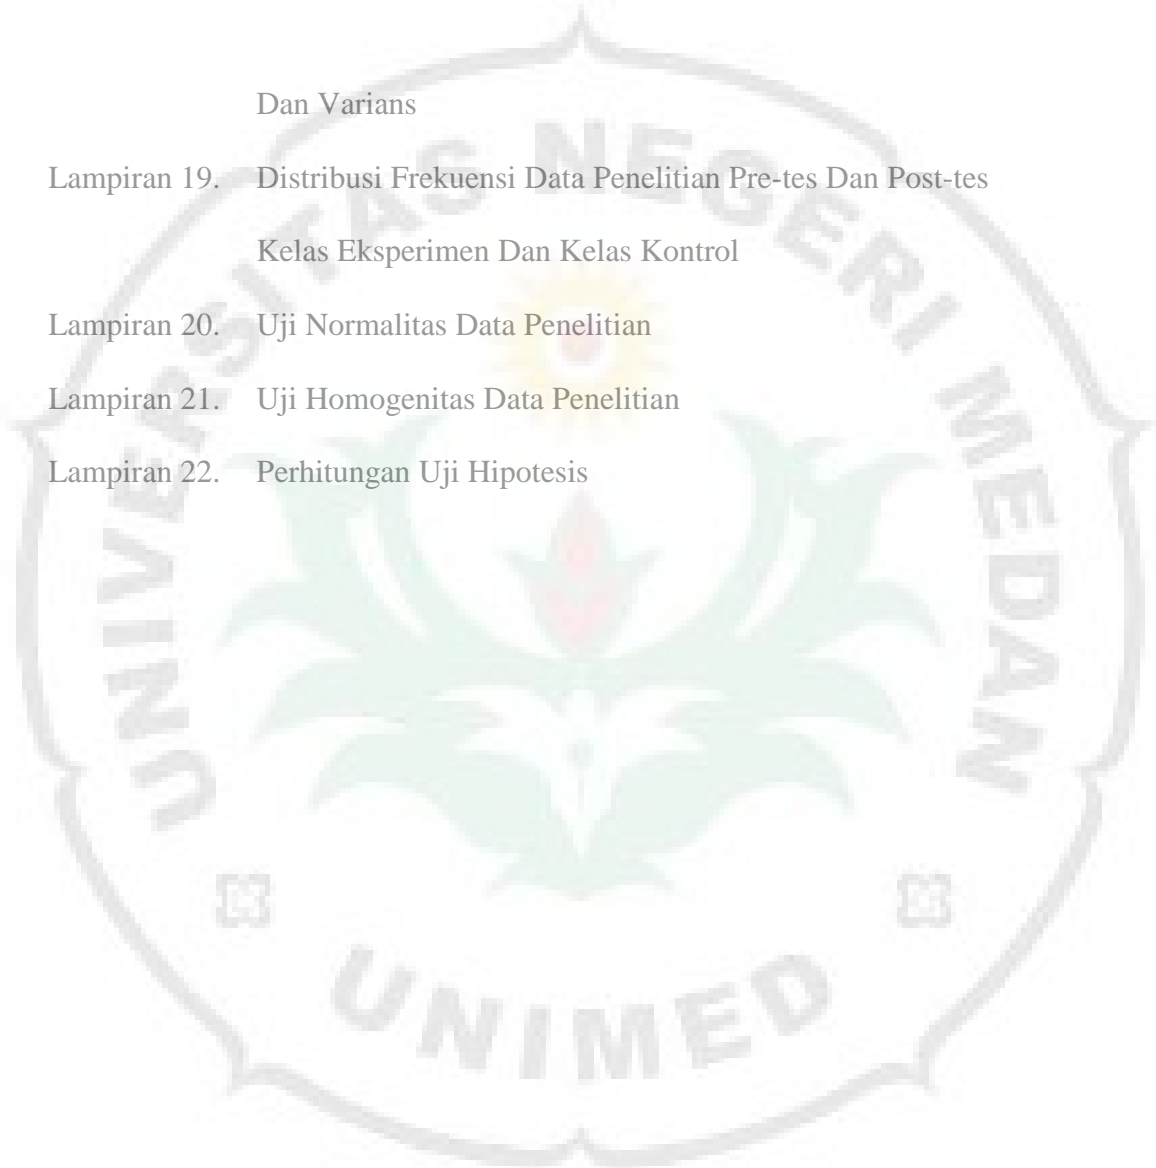 Dan Varians
Lampiran 19. Distribusi Frekuensi Data Penelitian Pre-tes Dan Post-tes
Kelas Eksperimen Dan Kelas Kontrol
Lampiran 20. Uji Normalitas Data Penelitian
Lampiran 21. Uji Homogenitas Data Penelitian
Lampiran 22. Perhitungan Uji Hipotesis
UNIVERSITAS NEGERI MEDAN
UNIMED